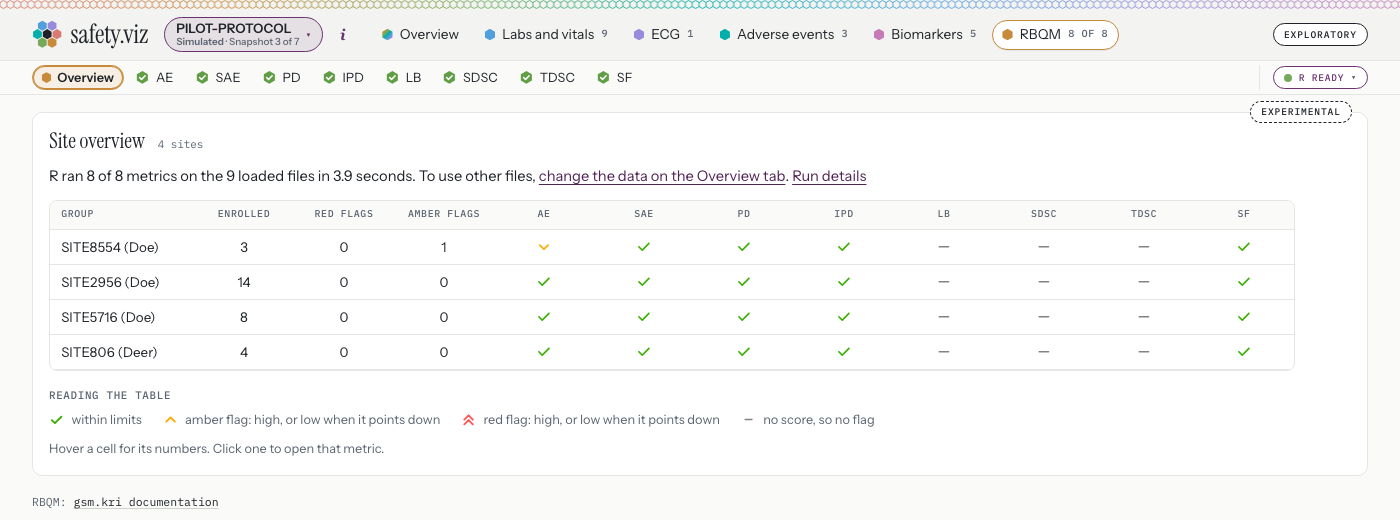 safety.viz
PILOT-PROTOCOL
Simulated · Snapshot 3 of 7
i
Overview
Labs and vitals 9
ECG 1
Adverse events 3
Biomarkers 5
RBQM 8 OF 8
EXPLORATORY
Overview AE SAE PD IPD LB SDSC TDSC SF
R READY
EXPERIMENTAL
Site overview 4 sites
R ran 8 of 8 metrics on the 9 loaded files in 3.9 seconds. To use other files, change the data on the Overview tab. Run details
GROUP ENROLLED RED FLAGS AMBER FLAGS AE SAE PD IPD LB SDSC TDSC SF
SITE8554 (Doe) 3 0 1 — — —
SITE2956 (Doe) 14 0 0 — — —
SITE5716 (Doe) 8 0 0 — — —
SITE806 (Deer) 4 0 0 — — —
READING THE TABLE
within limits
amber flag: high, or low when it points down
red flag: high, or low when it points down
— no score, so no flag
Hover a cell for its numbers. Click one to open that metric.
RBQM: gsm.kri documentation